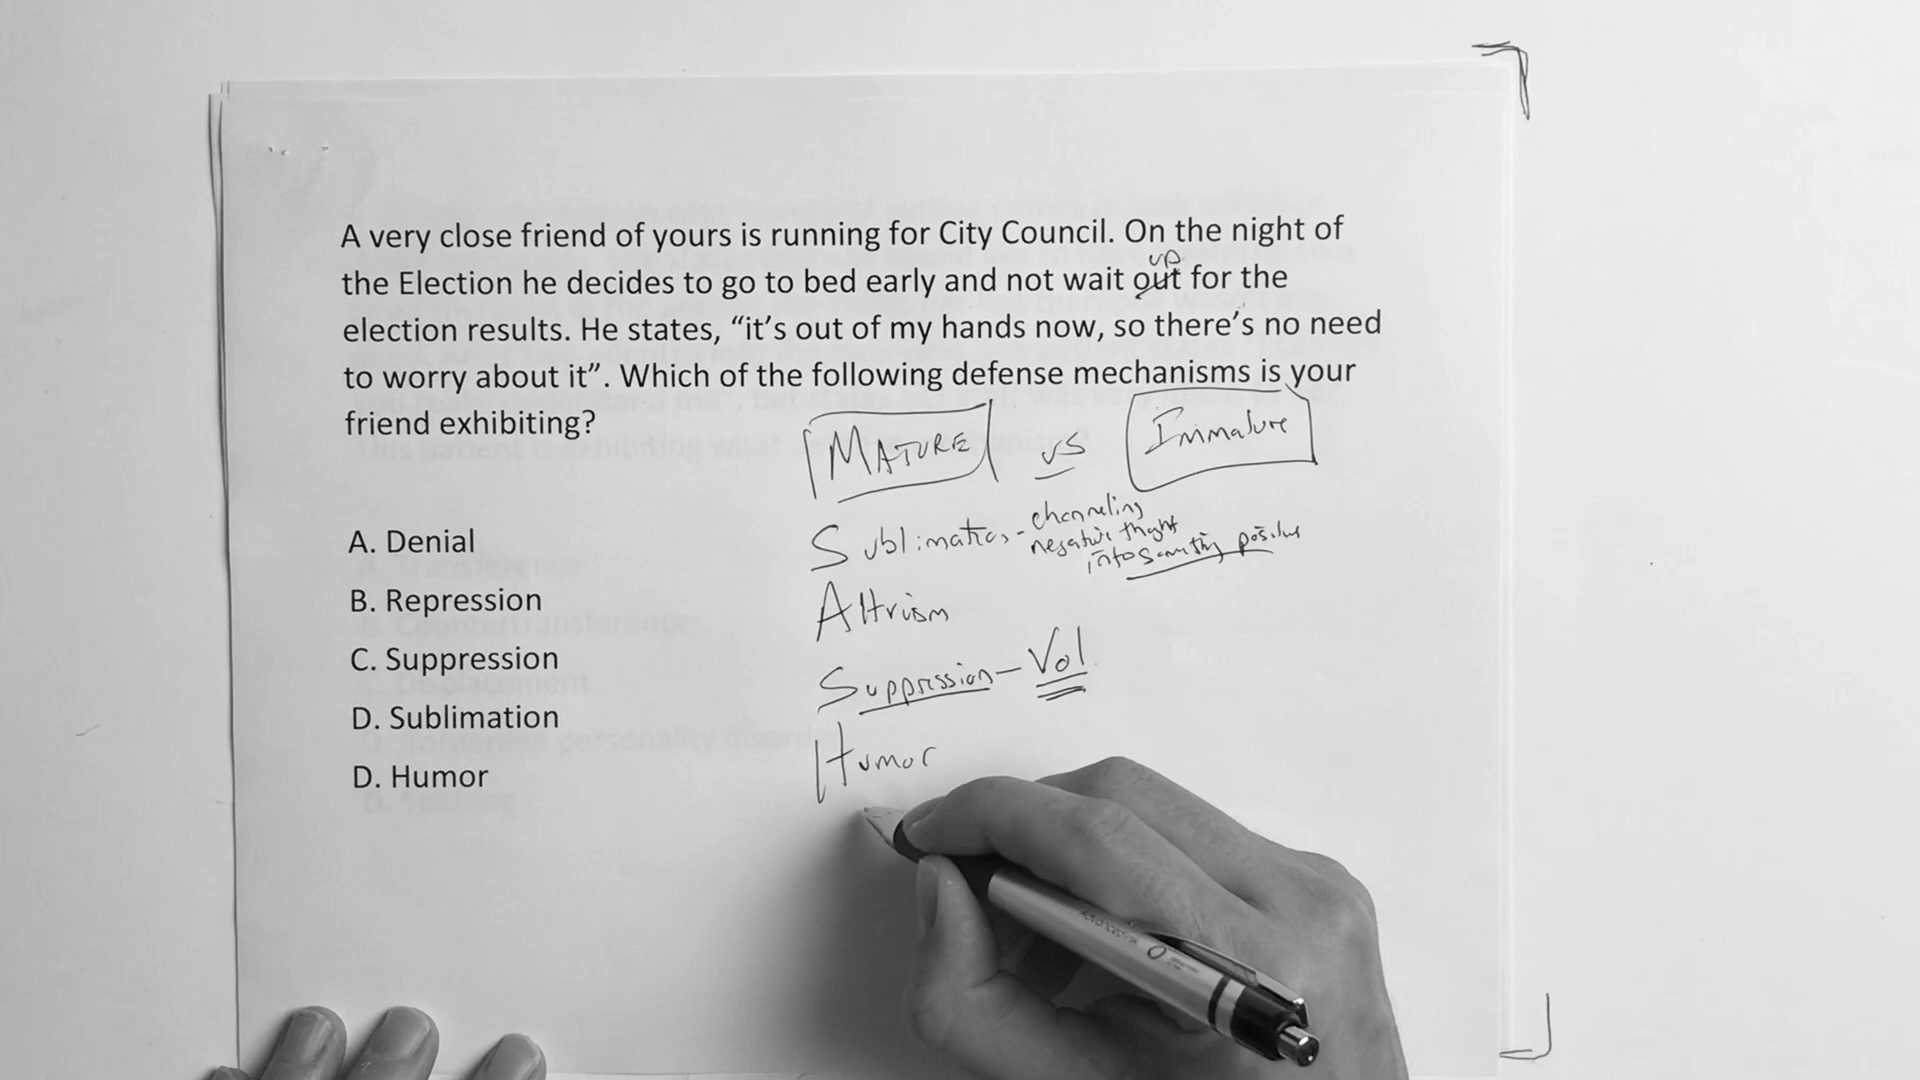 A very close friend of yours is running for City Council. On the night of
up
the Election he decides to go to bed early and not wait out for the
election results. He states, “it’s out of my hands now, so there’s no need
to worry about it”. Which of the following defense mechanisms is your
friend exhibiting?
MATURE vs Immature
A. Denial
B. Repression
C. Suppression
D. Sublimation
D. Humor
Sublimation - channeling
negative thought
into something positive
Altrism
Suppression - Vol
Humor